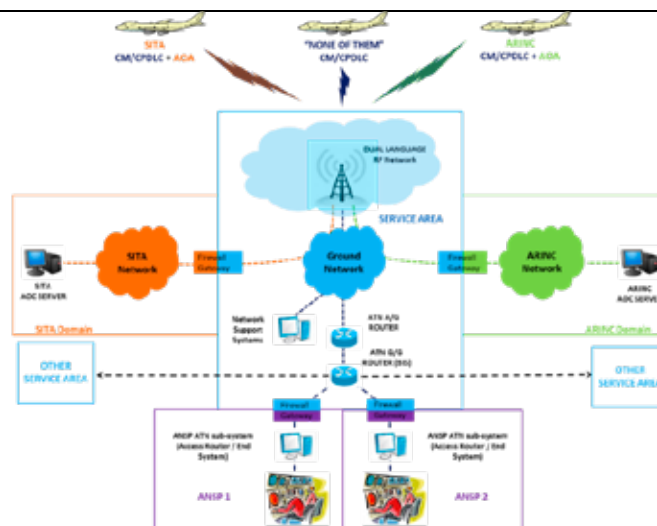 SITA
CM/CPDLC + AOA
"NONE OF THEM"
CM/CPDLC
ARINC
CM/CPDLC + AOA
DUAL LANGUAGE
RF Network
SERVICE AREA
SITA
Network
Firewall
Gateway
Ground
Network
Firewall
Gateway
ARINC
Network
SITA
AOC SERVER
ARINC
AOC SERVER
Network
Support
Systems
ATN A/G
ROUTER
SITA Domain
ARINC Domain
ATN G/G
ROUTER (BIS)
OTHER
SERVICE AREA
OTHER
SERVICE AREA
Firewall
Gateway
Firewall
Gateway
ANSP ATN sub-system
(Access Router / End
System)
ANSP ATN sub-system
(Access Router / End
System)
ANSP 1
ANSP 2